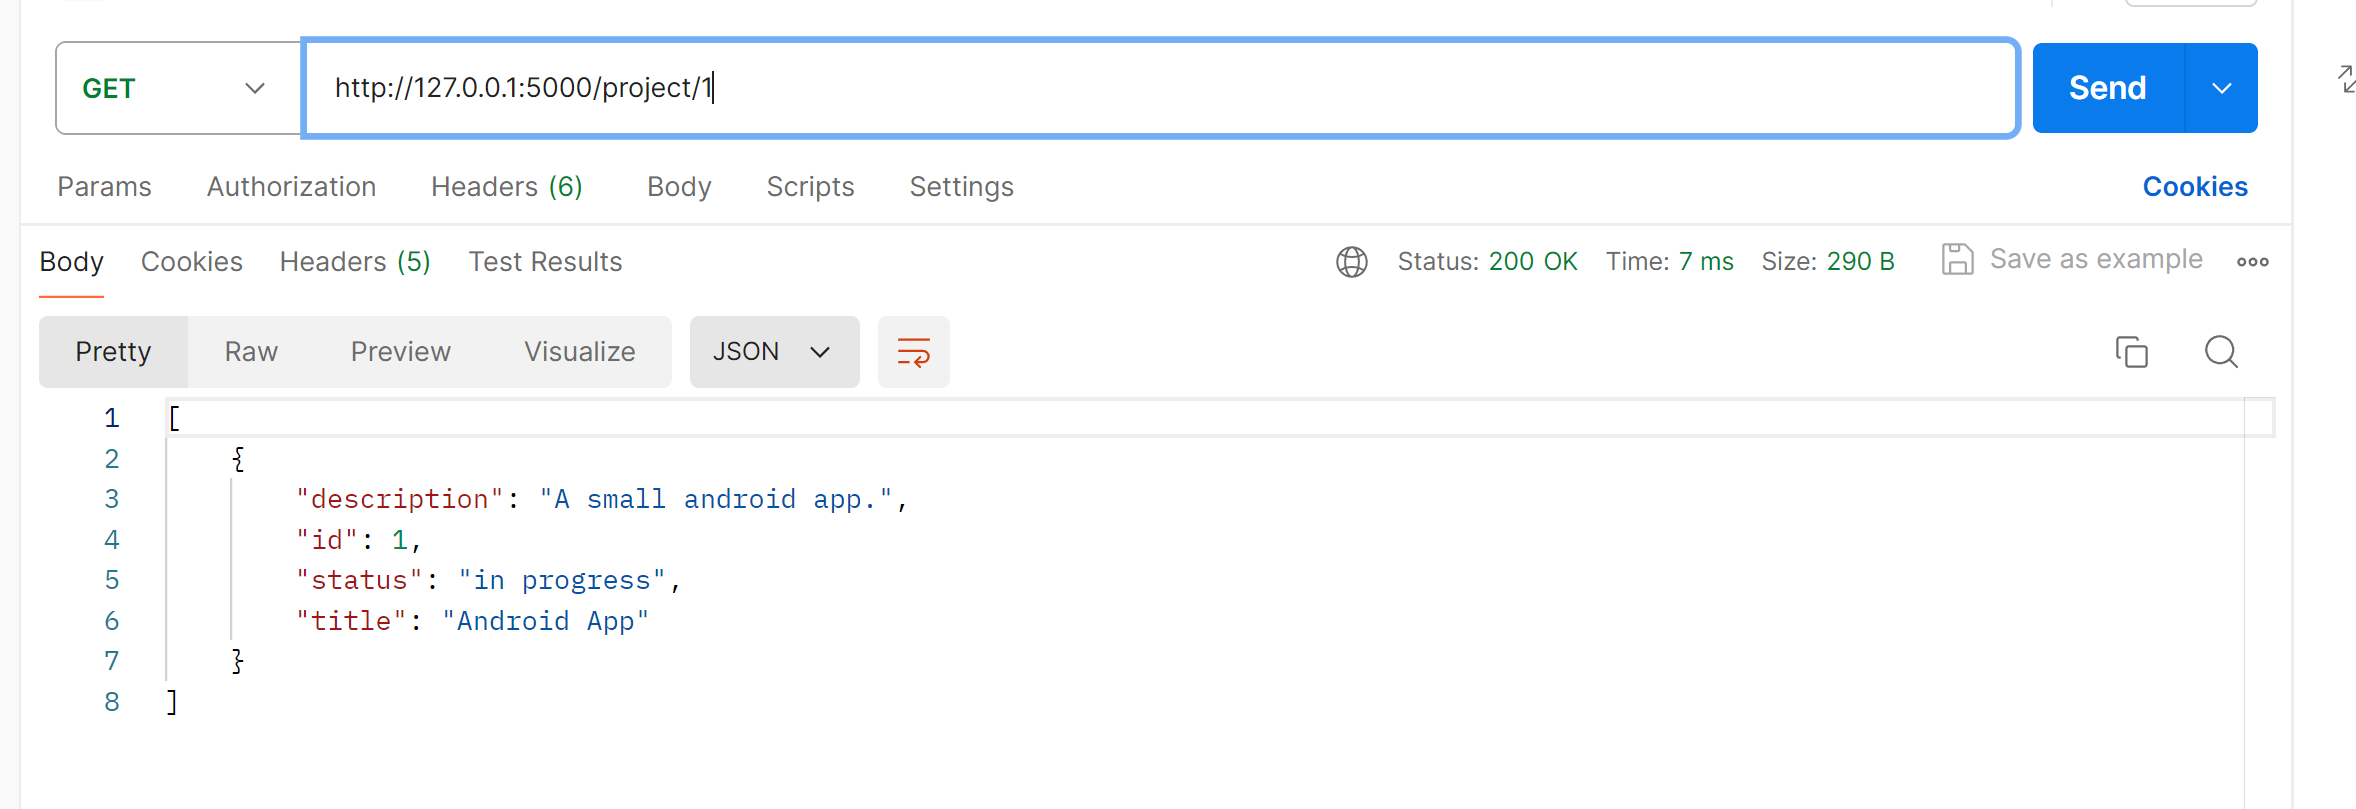 GET http://127.0.0.1:5000/project/1 Send
Params Authorization Headers (6) Body Scripts Settings Cookies
Body Cookies Headers (5) Test Results Status: 200 OK Time: 7 ms Size: 290 B Save as example
Pretty Raw Preview Visualize JSON
1 [
2 {
3 "description": "A small android app.",
4 "id": 1,
5 "status": "in progress",
6 "title": "Android App"
7 }
8 ]